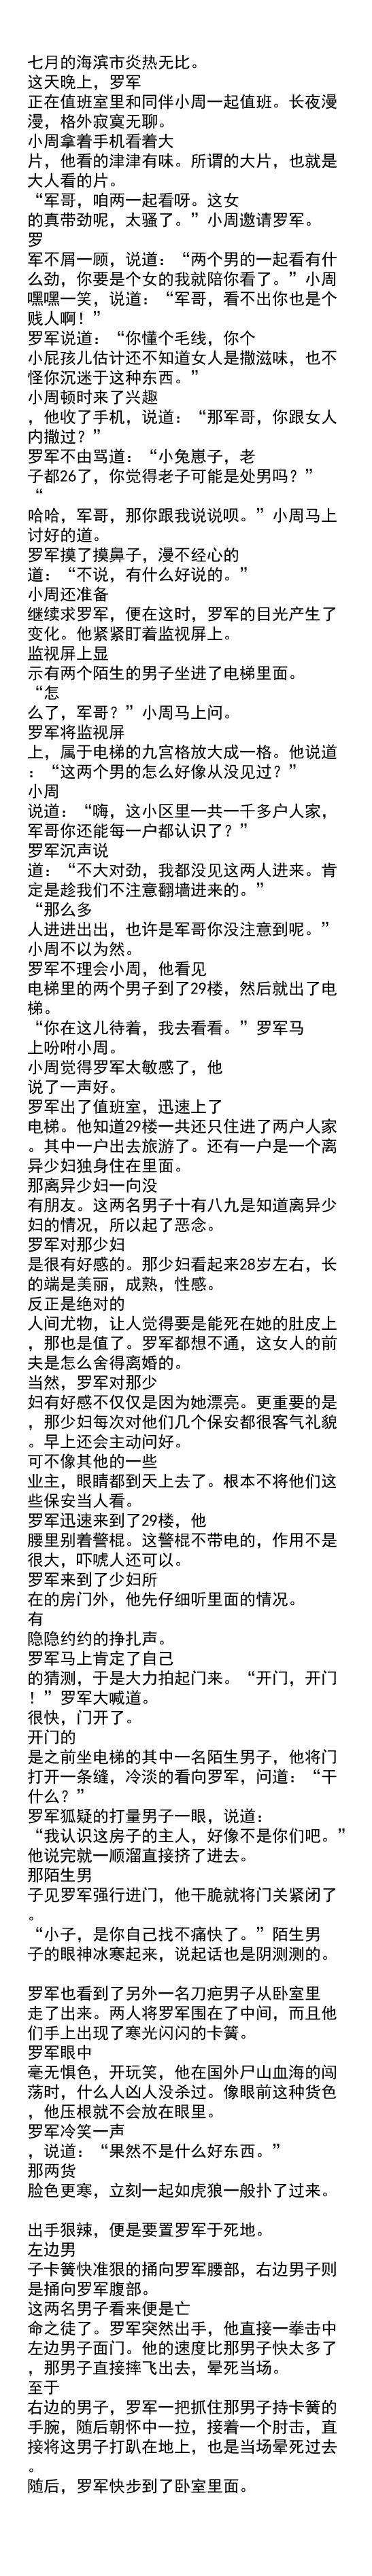 七月的海滨市炎热无比。
这天晚上，罗军
正在值班室里和同伴小周一起值班。长夜漫
漫，格外寂寞无聊。
小周拿着手机看着大
片，他看的津津有味。所谓的大片，也就是
大人看的片。
“军哥，咱两一起看呀。这女
的真带劲呢，太骚了。”小周邀请罗军。
罗
军不屑一顾，说道：“两个男的一起看有什
么劲，你要是个女的我就陪你看了。”小周
嘿嘿一笑，说道：“军哥，看不出你也是个
贱人啊！”
罗军说道：“你懂个毛线，你个
小屁孩儿估计还不知道女人是撒滋味，也不
怪你沉迷于这种东西。”
小周顿时来了兴趣
，他收了手机，说道：“那军哥，你跟女人
内撒过？”
罗军不由骂道：“小兔崽子，老
子都26了，你觉得老子可能是处男吗？”
“
哈哈，军哥，那你跟我说说呗。”小周马上
讨好的道。
罗军摸了摸鼻子，漫不经心的
道：“不说，有什么好说的。”
小周还准备
继续求罗军，便在这时，罗军的目光产生了
变化。他紧紧盯着监视屏上。
监视屏上显
示有两个陌生的男子坐进了电梯里面。
“怎
么了，军哥？”小周马上问。
罗军将监视屏
上，属于电梯的九宫格放大成一格。他说道
：“这两个男的怎么好像从没见过？”
小周
说道：“嗨，这小区里一共一千多户人家，
军哥你还能每一户都认识了？”
罗军沉声说
道：“不大对劲，我都没见这两人进来。肯
定是趁我们不注意翻墙进来的。”
“那么多
人进进出出，也许是军哥你没注意到呢。”
小周不以为然。
罗军不理会小周，他看见
电梯里的两个男子到了29楼，然后就出了电
梯。
“你在这儿待着，我去看看。”罗军马
上吩咐小周。
小周觉得罗军太敏感了，他
说了一声好。
罗军出了值班室，迅速上了
电梯。他知道29楼一共还只住进了两户人家
。其中一户出去旅游了。还有一户是一个离
异少妇独身住在里面。
那离异少妇一向没
有朋友。这两名男子十有八九是知道离异少
妇的情况，所以起了恶念。
罗军对那少妇
是很有好感的。那少妇看起来28岁左右，长
的端是美丽，成熟，性感。
反正是绝对的
人间尤物，让人觉得要是能死在她的肚皮上
，那也是值了。罗军都想不通，这女人的前
夫是怎么舍得离婚的。
当然，罗军对那少
妇有好感不仅仅是因为她漂亮。更重要的是
，那少妇每次对他们几个保安都很客气礼貌
。早上还会主动问好。
可不像其他的一些
业主，眼睛都到天上去了。根本不将他们这
些保安当人看。
罗军迅速来到了29楼，他
腰里别着警棍。这警棍不带电的，作用不是
很大，吓唬人还可以。
罗军来到了少妇所
在的房门外，他先仔细听里面的情况。
有
隐隐约约的挣扎声。
罗军马上肯定了自己
的猜测，于是大力拍起门来。“开门，开门
！”罗军大喊道。
很快，门开了。
开门的
是之前坐电梯的其中一名陌生男子，他将门
打开一条缝，冷淡的看向罗军，问道：“干
什么？”
罗军狐疑的打量男子一眼，说道：
“我认识这房子的主人，好像不是你们吧。”
他说完就一顺溜直接挤了进去。
那陌生男
子见罗军强行进门，他干脆就将门关紧闭了
。
“小子，是你自己找不痛快了。”陌生男
子的眼神冰寒起来，说起话也是阴测测的。
罗军也看到了另外一名刀疤男子从卧室里
走了出来。两人将罗军围在了中间，而且他
们手上出现了寒光闪闪的卡簧。
罗军眼中
毫无惧色，开玩笑，他在国外尸山血海的闯
荡时，什么人凶人没杀过。像眼前这种货色
，他压根就不会放在眼里。
罗军冷笑一声
，说道：“果然不是什么好东西。”
那两货
脸色更寒，立刻一起如虎狼一般扑了过来。
出手狠辣，便是要置罗军于死地。
左边男
子卡簧快准狠的捅向罗军腰部，右边男子则
是捅向罗军腹部。
这两名男子看来便是亡
命之徒了。罗军突然出手，他直接一拳击中
左边男子面门。他的速度比那男子快太多了
，那男子直接摔飞出去，晕死当场。
至于
右边的男子，罗军一把抓住那男子持卡簧的
手腕，随后朝怀中一拉，接着一个肘击，直
接将这男子打趴在地上，也是当场晕死过去
。
随后，罗军快步到了卧室里面。